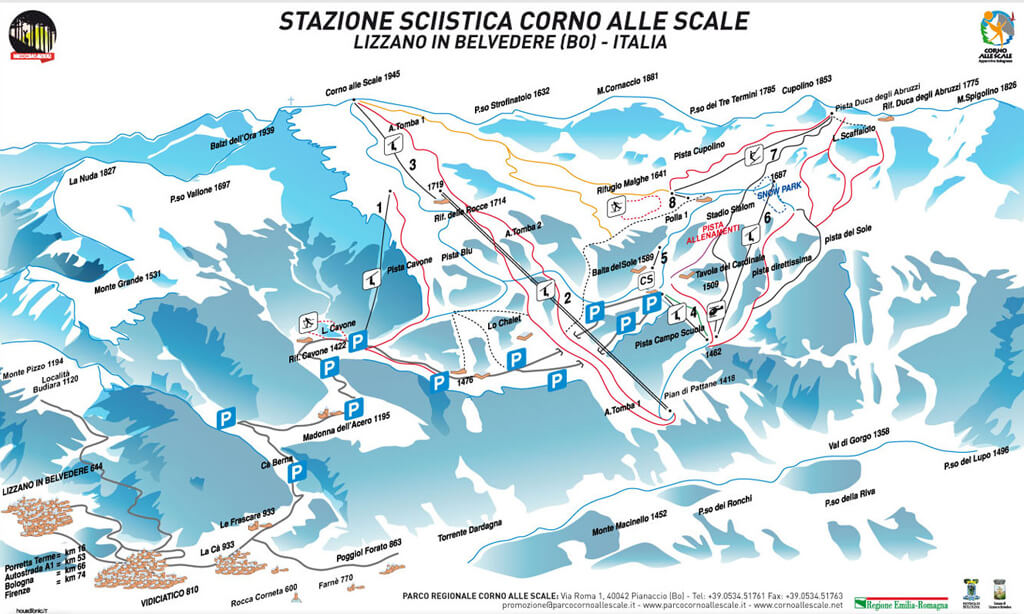 STAZIONE SCIISTICA CORNO ALLE SCALE
LIZZANO IN BELVEDERE (BO) - ITALIA
CORNO
ALLE SCALE
Corno alle Scale 1945
P.so Strofinatoio 1632
M.Cornaccio 1881
P.so dei Tre Termini 1785
Cupolino 1853
Pista Duca degli Abruzzi
Rif. Duca degli Abruzzi 1775
M.Spigolino 1826
Balzi dell'Ora 1939
A.Tomba 1
L. Scaffaiolo
Pista Cupolino
La Nuda 1827
P.so Vallone 1697
3
7
1719
Rifugio Malghe 1641
1687
SNOW PARK
1
Rif. delle Rocce 1714
8
Polla 1
Stadio Slalom
6
A.Tomba 2
PISTA
ALLENAMENTI
pista del Sole
Monte Grande 1531
Pista Cavone
Pista Blu
Baita del Sole 1589
5
CS
Tavola del Cardinale
1509
pista direttissima
2
P
P
P
4
L. Cavone
Lo Chalet
Pista Campo Scuola
Rif. Cavone 1422
P
P
P
1462
Monte Pizzo 1194
Località
Budiara 1120
1476
P
P
Pian di Pattane 1418
A.Tomba 1
P
P
Madonna dell'Acero 1195
Val di Gorgo 1358
P.so del Lupo 1496
Cà Berna
P
LIZZANO IN BELVEDERE 644
Le Frascare 933
Torrente Dardagna
Monte Macinello 1452
P.so dei Ronchi
P.so della Riva
La Cà 933
Poggiol Forato 863
Porretta Terme= km 16
Autostrada A1 = km 53
Bologna = km 66
Firenze = km 74
VIDICIATICO 810
Rocca Corneta 600
Farnè 770
PARCO REGIONALE CORNO ALLE SCALE: Via Roma 1, 40042 Pianaccio (Bo) - Tel: +39.0534.51761 Fax: +39.0534.51763
promozione@parcocornoallescale.it - www.parcocornoallescale.it - www.cornoallescale.net
Regione Emilia-Romagna